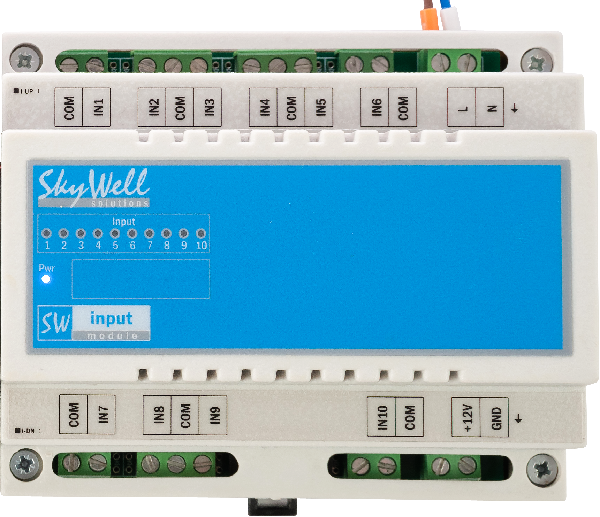 COM IN1 IN2 COM IN3 IN4 COM IN5 IN6 COM L N
SkyWell
solutions
Input
1 2 3 4 5 6 7 8 9 10
Pwr
SW input
module
COM IN7 IN8 COM IN9 IN10 COM +12V GND